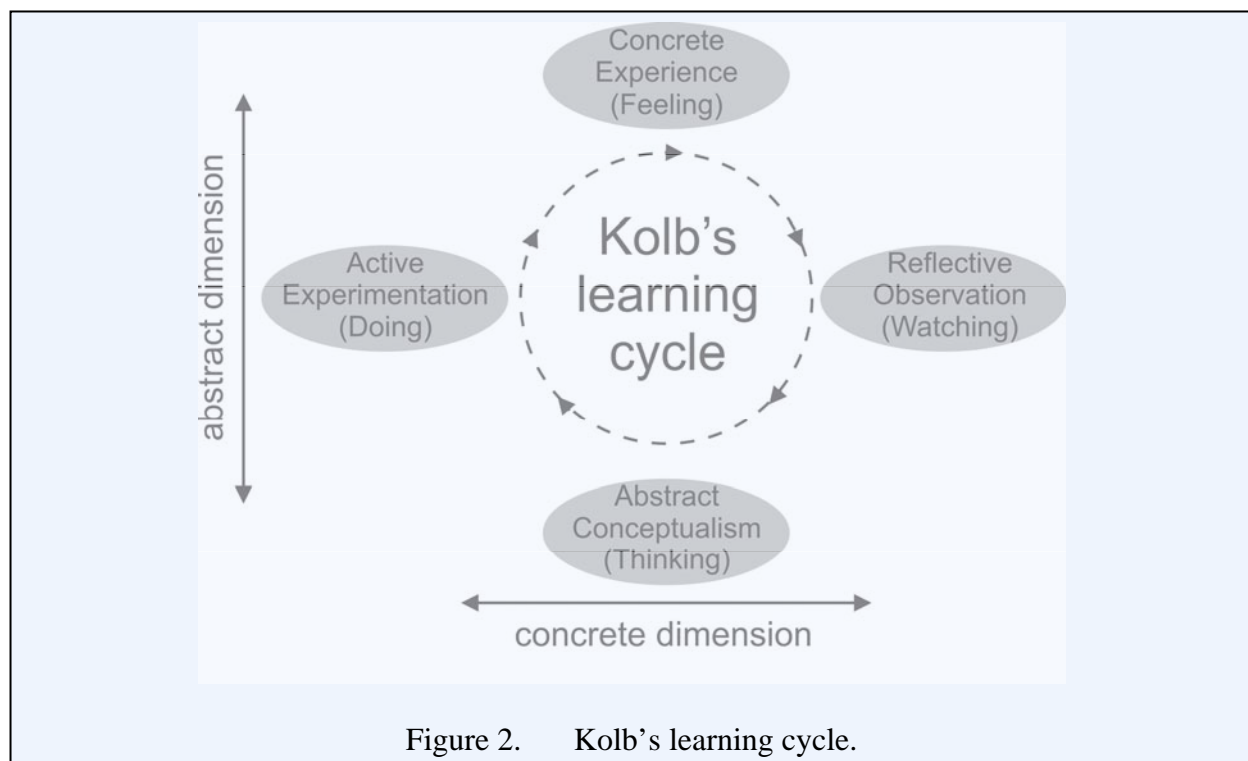 Concrete
Experience
(Feeling)
abstract dimension
Kolb's
learning
cycle
Active
Experimentation
(Doing)
Reflective
Observation
(Watching)
Abstract
Conceptualism
(Thinking)
concrete dimension
Figure 2. Kolb's learning cycle.